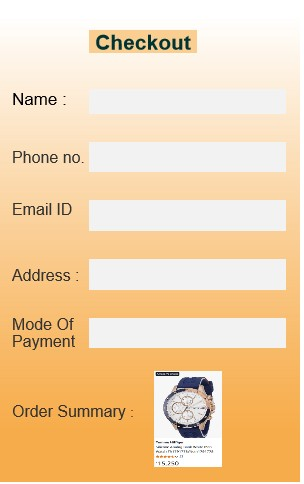 Checkout
Name :
Phone no.
Email ID
Address :
Mode Of
Payment
Order Summary :
15,250